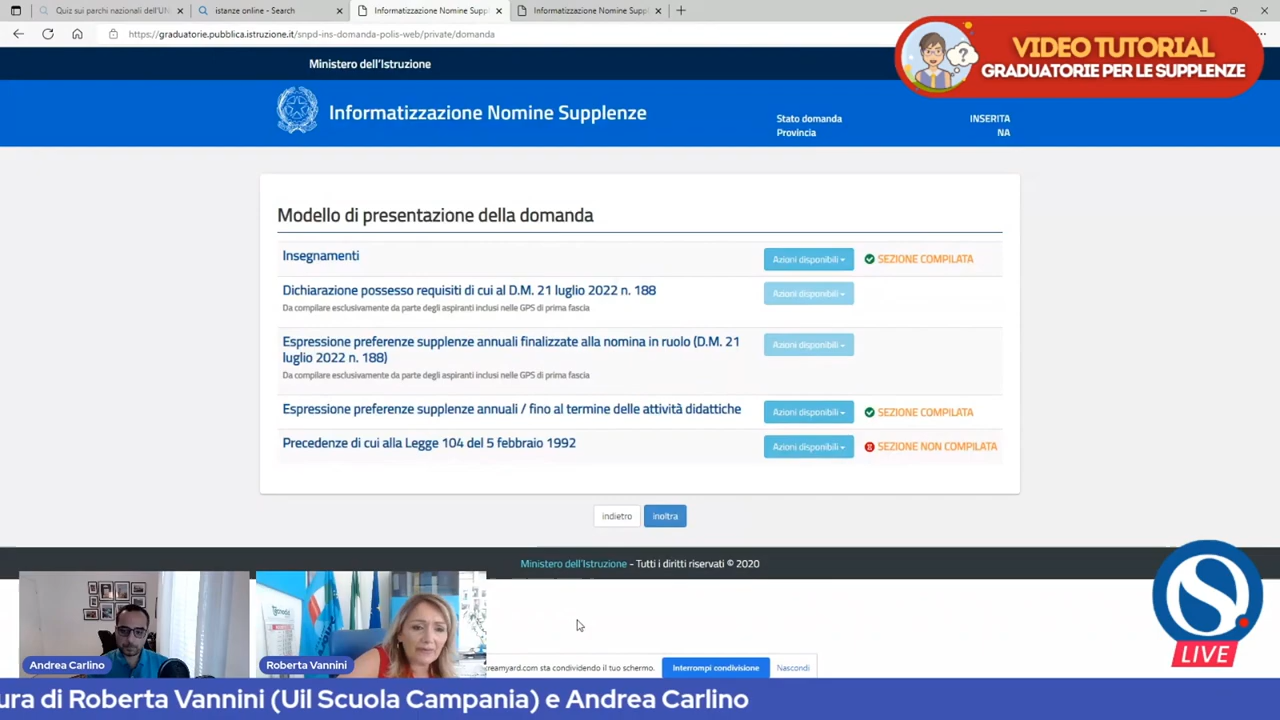 Quiz sui parchi nazionali dell'UN
istanze online - Search
Informatizzazione Nomine Suppl
Informatizzazione Nomine Suppl
https://graduatorie.pubblica.istruzione.it/snpd-ins-domanda-polis-web/private/domanda
VIDEO TUTORIAL
GRADUATORIE PER LE SUPPLENZE
Ministero dell'Istruzione
Informatizzazione Nomine Supplenze
Stato domanda INSERITA
Provincia NA
Modello di presentazione della domanda
Insegnamenti Azioni disponibili SEZIONE COMPILATA
Dichiarazione possesso requisiti di cui al D.M. 21 luglio 2022 n. 188 Azioni disponibili
Da compilare esclusivamente da parte degli aspiranti inclusi nelle GPS di prima fascia
Espressione preferenze supplenze annuali finalizzate alla nomina in ruolo (D.M. 21 Azioni disponibili
luglio 2022 n. 188)
Da compilare esclusivamente da parte degli aspiranti inclusi nelle GPS di prima fascia
Espressione preferenze supplenze annuali / fino al termine delle attività didattiche Azioni disponibili SEZIONE COMPILATA
Precedenze di cui alla Legge 104 del 5 febbraio 1992 Azioni disponibili SEZIONE NON COMPILATA
indietro inoltra
Ministero dell'Istruzione - Tutti i diritti riservati © 2020
Andrea Carlino
Roberta Vannini
reamyard.com sta condividendo il tuo schermo. Interrompi condivisione Nascondi
S
LIVE
ura di Roberta Vannini (Uil Scuola Campania) e Andrea Carlino